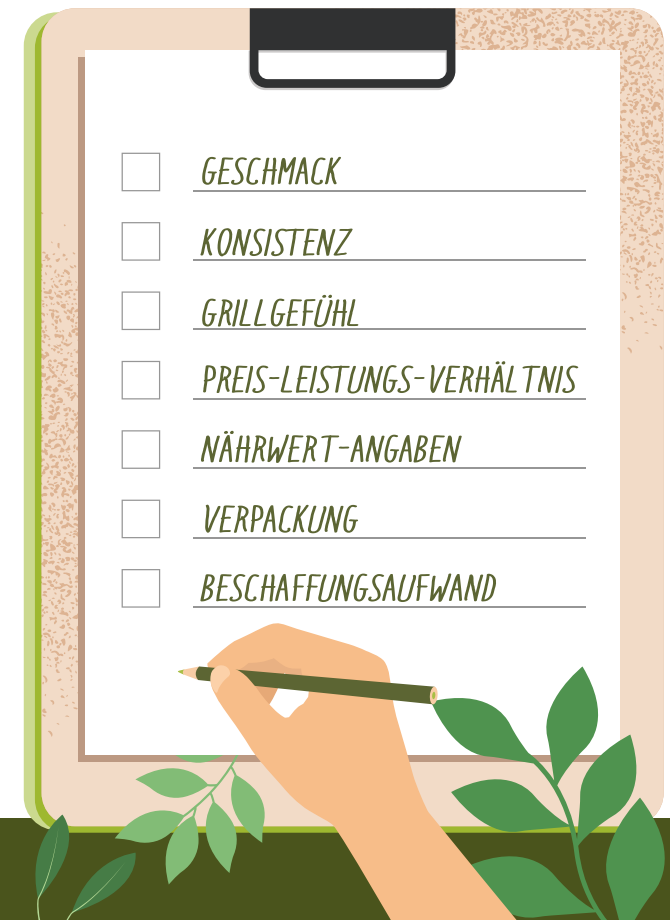 GESCHMACK
KONSISTENZ
GRILLGEFÜHL
PREIS-LEISTUNGS-VERHÄLTNIS
NÄHRWERT-ANGABEN
VERPACKUNG
BESCHAFFUNGSAUFWAND